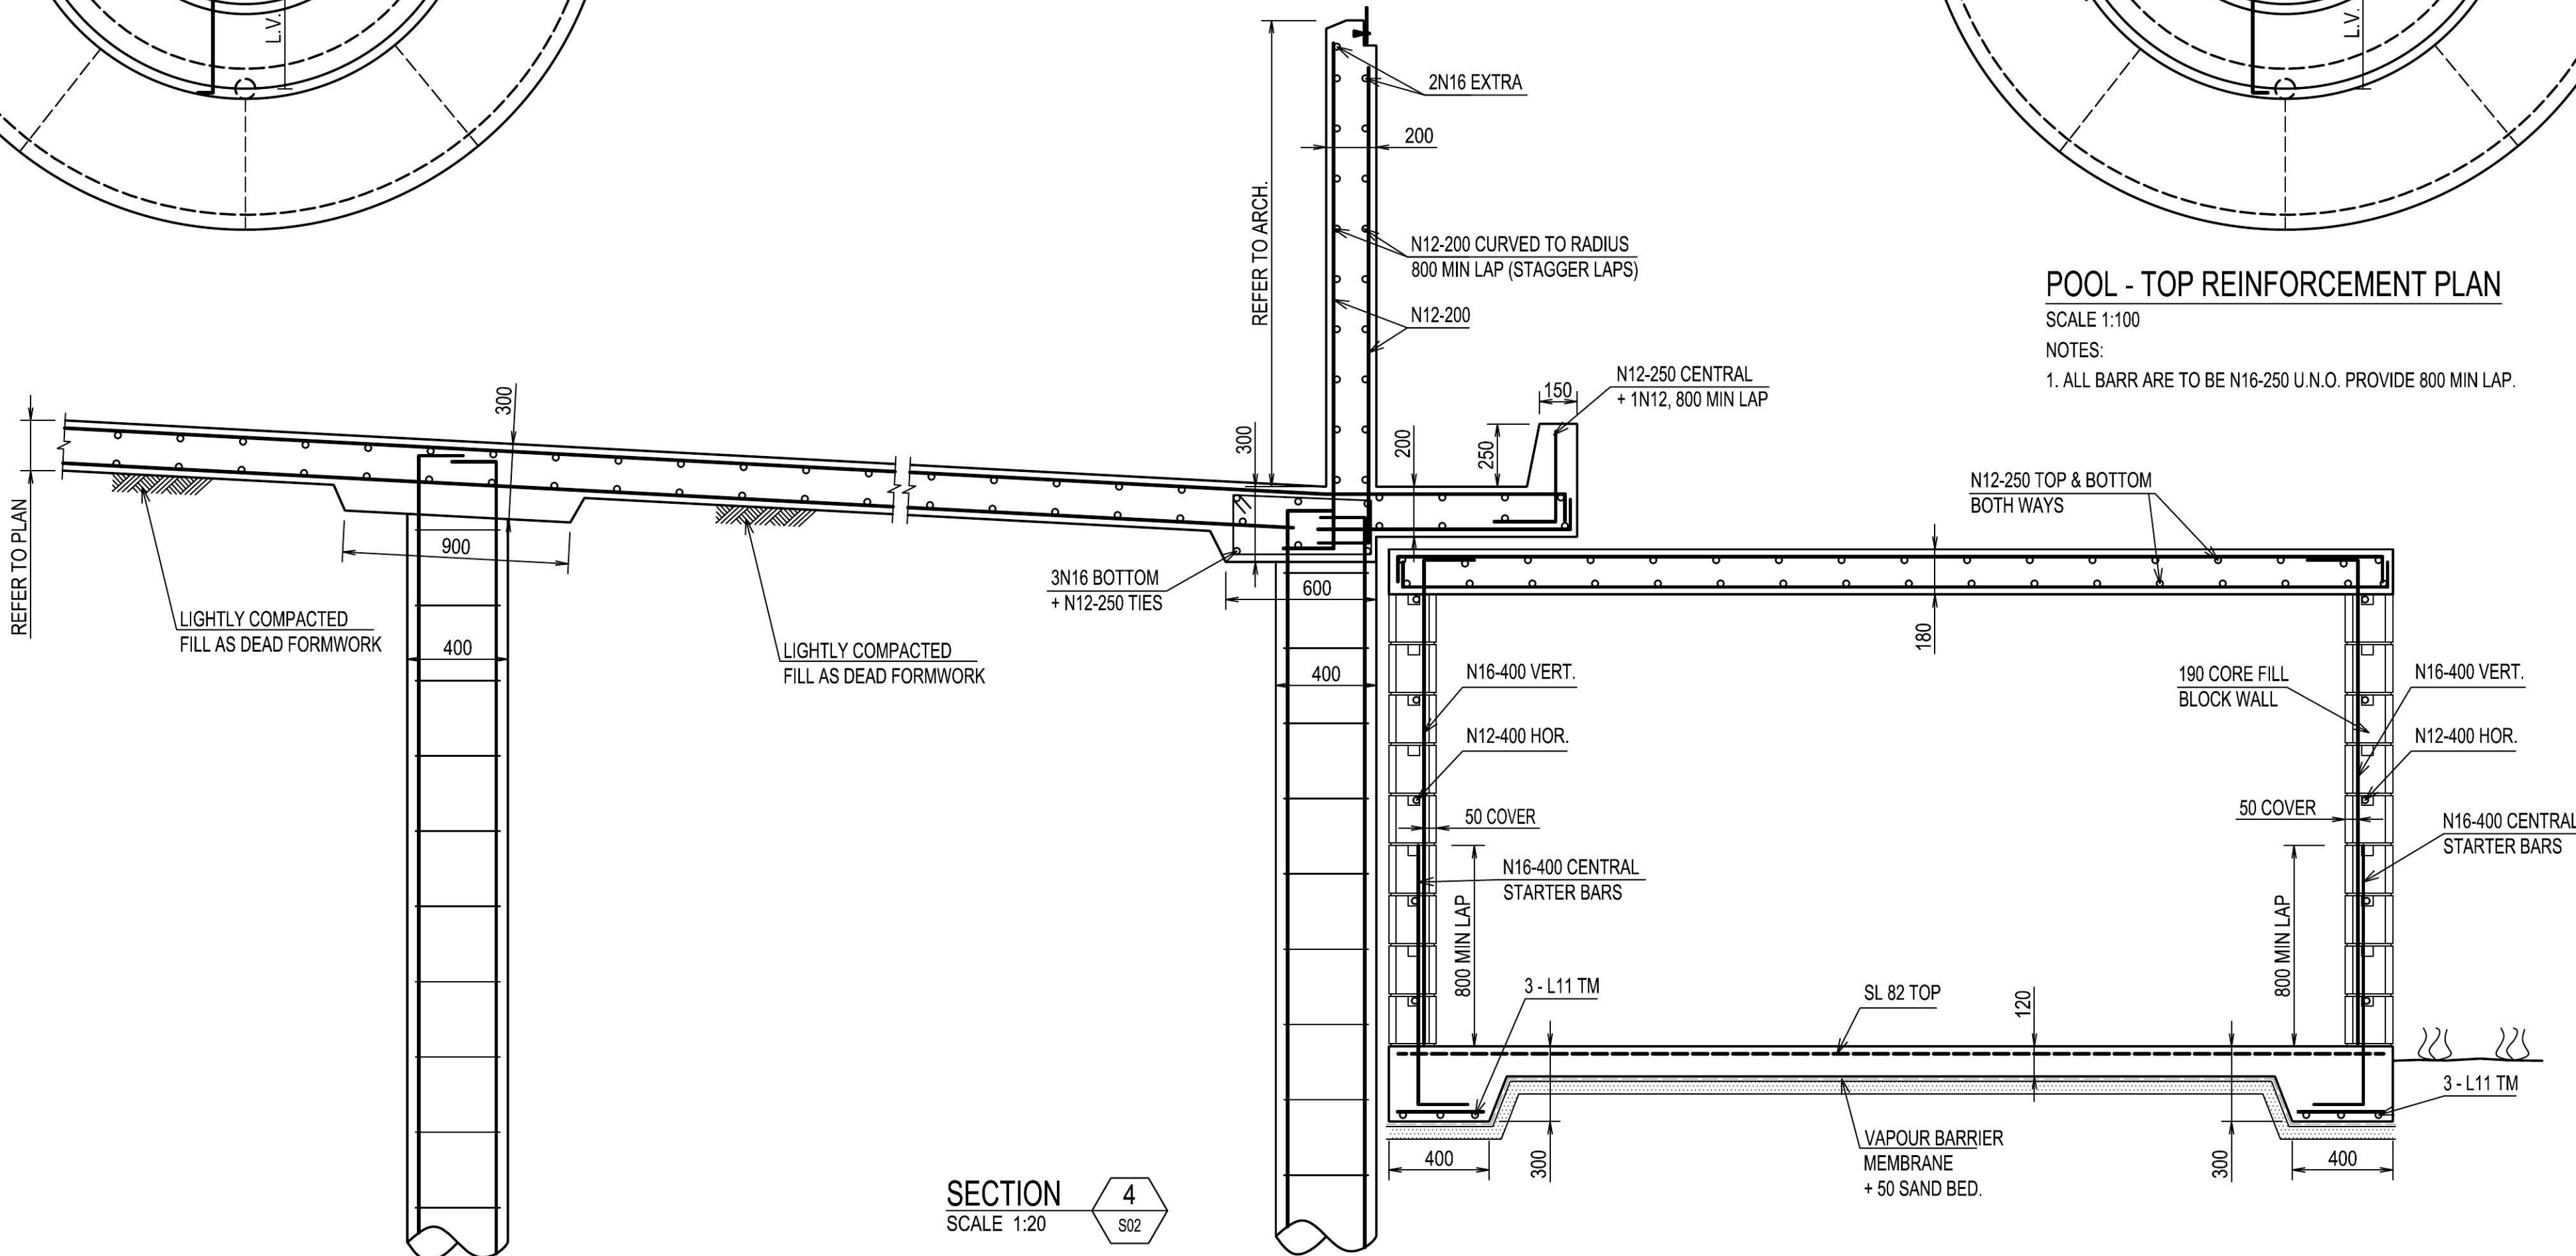 L.V.
L.V.
2N16 EXTRA
200
REFER TO ARCH.
N12-200 CURVED TO RADIUS
800 MIN LAP (STAGGER LAPS)
N12-200
POOL - TOP REINFORCEMENT PLAN
SCALE 1:100
NOTES:
1. ALL BARR ARE TO BE N16-250 U.N.O. PROVIDE 800 MIN LAP.
N12-250 CENTRAL
+ 1N12, 800 MIN LAP
150
250
200
300
300
REFER TO PLAN
900
400
LIGHTLY COMPACTED
FILL AS DEAD FORMWORK
LIGHTLY COMPACTED
FILL AS DEAD FORMWORK
3N16 BOTTOM
+ N12-250 TIES
600
400
N12-250 TOP & BOTTOM
BOTH WAYS
180
N16-400 VERT.
N12-400 HOR.
50 COVER
N16-400 CENTRAL
STARTER BARS
800 MIN LAP
3 - L11 TM
190 CORE FILL
BLOCK WALL
N16-400 VERT.
N12-400 HOR.
50 COVER
N16-400 CENTRAL
STARTER BARS
800 MIN LAP
SL 82 TOP
120
3 - L11 TM
VAPOUR BARRIER
MEMBRANE
+ 50 SAND BED.
400
300
300
400
SECTION
SCALE 1:20
4
S02